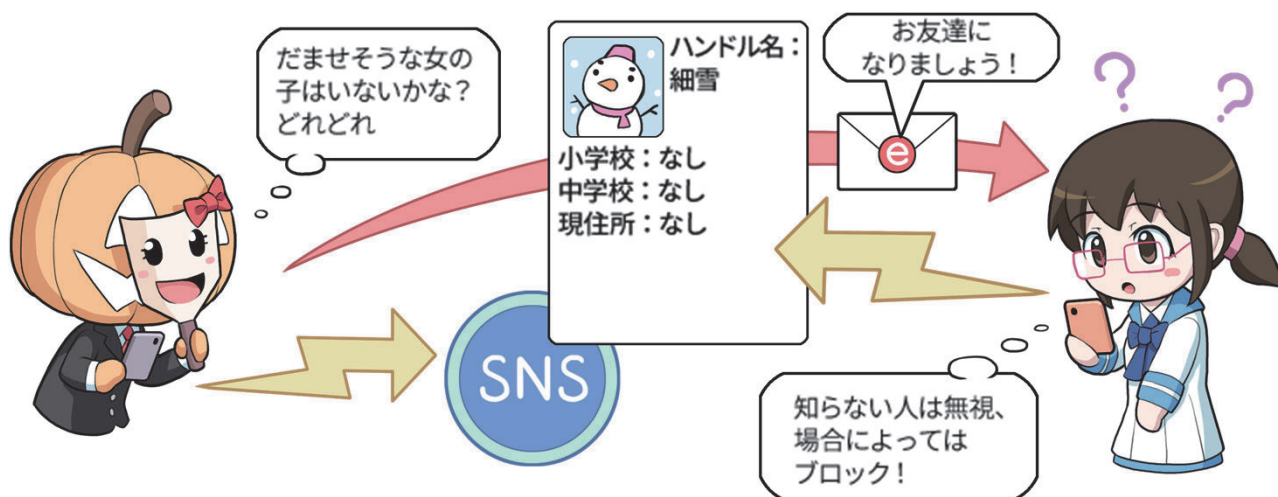 だませそうな女の
子はいないかな？
どれどれ
ハンドル名：
細雪
小学校：なし
中学校：なし
現住所：なし
お友達に
なりましょう！
e
？
？
SNS
知らない人は無視、
場合によっては
ブロック！